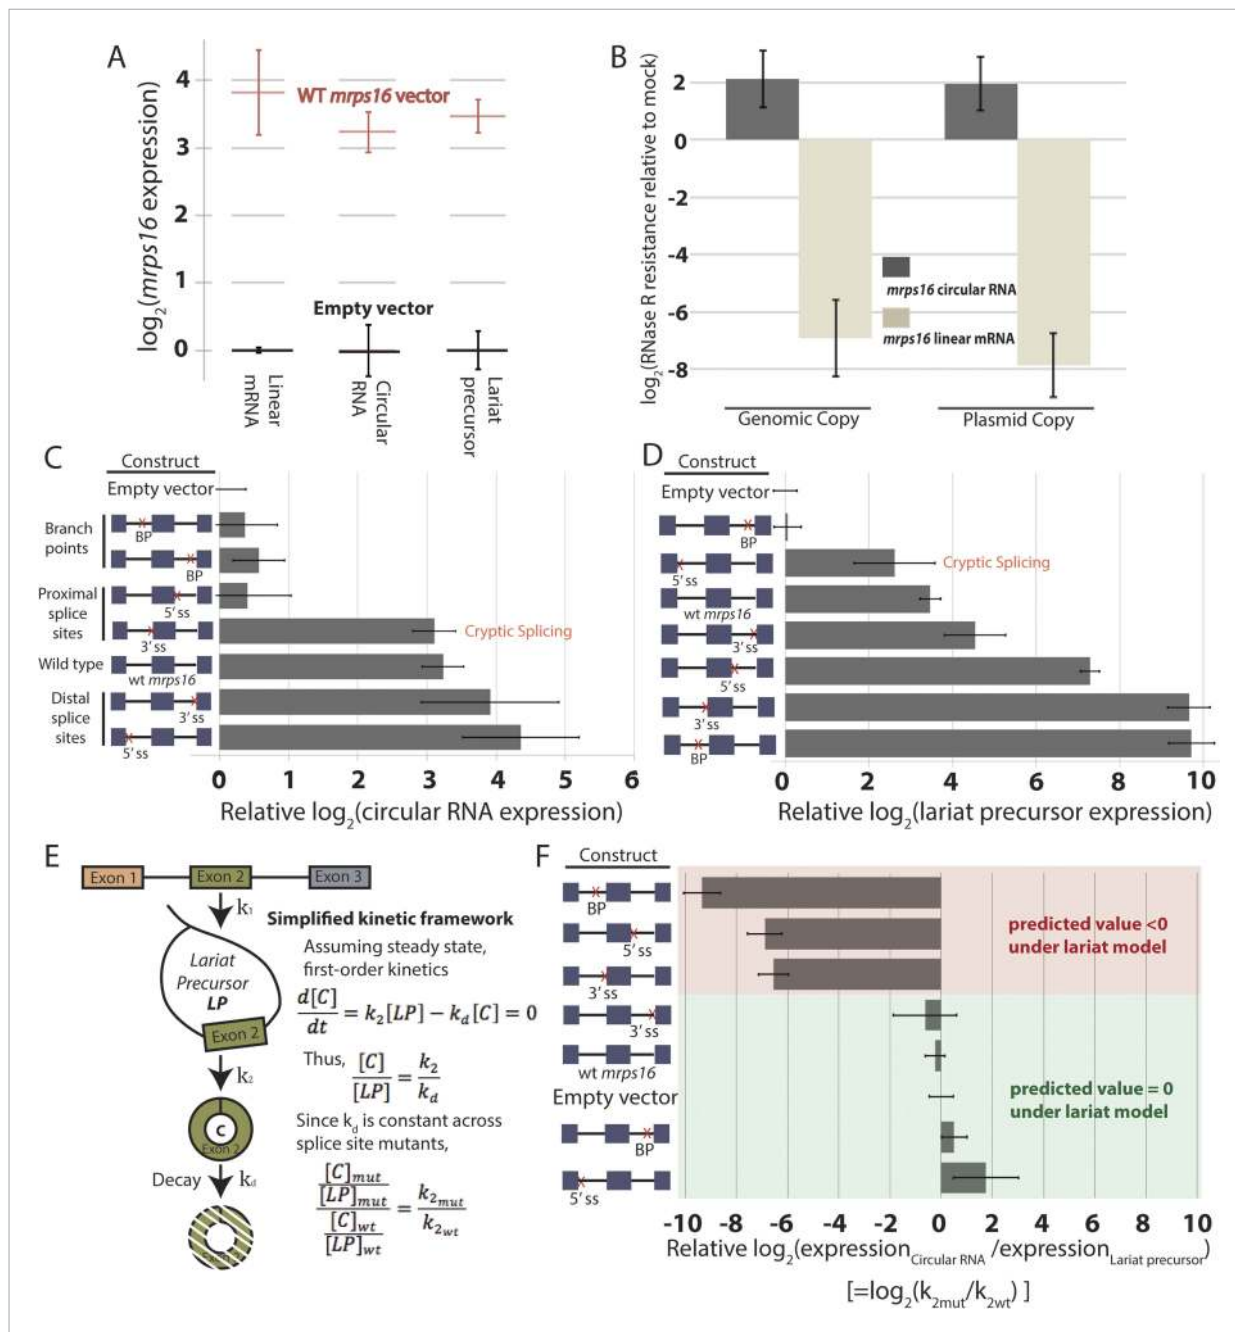 A
log₂(mrps16 expression)
4
3
2
1
0
WT mrps16 vector
Empty vector
Linear
mRNA
Circular
RNA
Lariat
precursor
B
log₂(RNase R resistance relative to mock)
2
0
-2
-4
-6
-8
mrps16 circular RNA
mrps16 linear mRNA
Genomic Copy
Plasmid Copy
C
Construct
Empty vector
Branch
points
BP
BP
Proximal
splice
sites
5' ss
3' ss
Cryptic Splicing
Wild type
wt mrps16
Distal
splice
sites
3' ss
5' ss
0 1 2 3 4 5 6
Relative log₂(circular RNA expression)
D
Construct
Empty vector
BP
5' ss
Cryptic Splicing
wt mrps16
3' ss
5' ss
3' ss
BP
0 2 4 6 8 10
Relative log₂(lariat precursor expression)
E
Exon 1 Exon 2 Exon 3
k₁
Lariat
Precursor
LP
Exon 2
k₂
C
Exon 2
Decay k_d
Simplified kinetic framework
Assuming steady state,
first-order kinetics
d[C]/dt = k₂[LP] − k_d[C] = 0
Thus, [C]/[LP] = k₂/k_d
Since k_d is constant across
splice site mutants,
([C]mut/[LP]mut)/([C]wt/[LP]wt) = k₂mut/k₂wt
F
Construct
BP
5' ss
3' ss
3' ss
wt mrps16
Empty vector
BP
5' ss
predicted value <0
under lariat model
predicted value = 0
under lariat model
-10 -8 -6 -4 -2 0 2 4 6 8 10
Relative log₂(expression Circular RNA /expression Lariat precursor)
[=log₂(k₂mut/k₂wt) ]